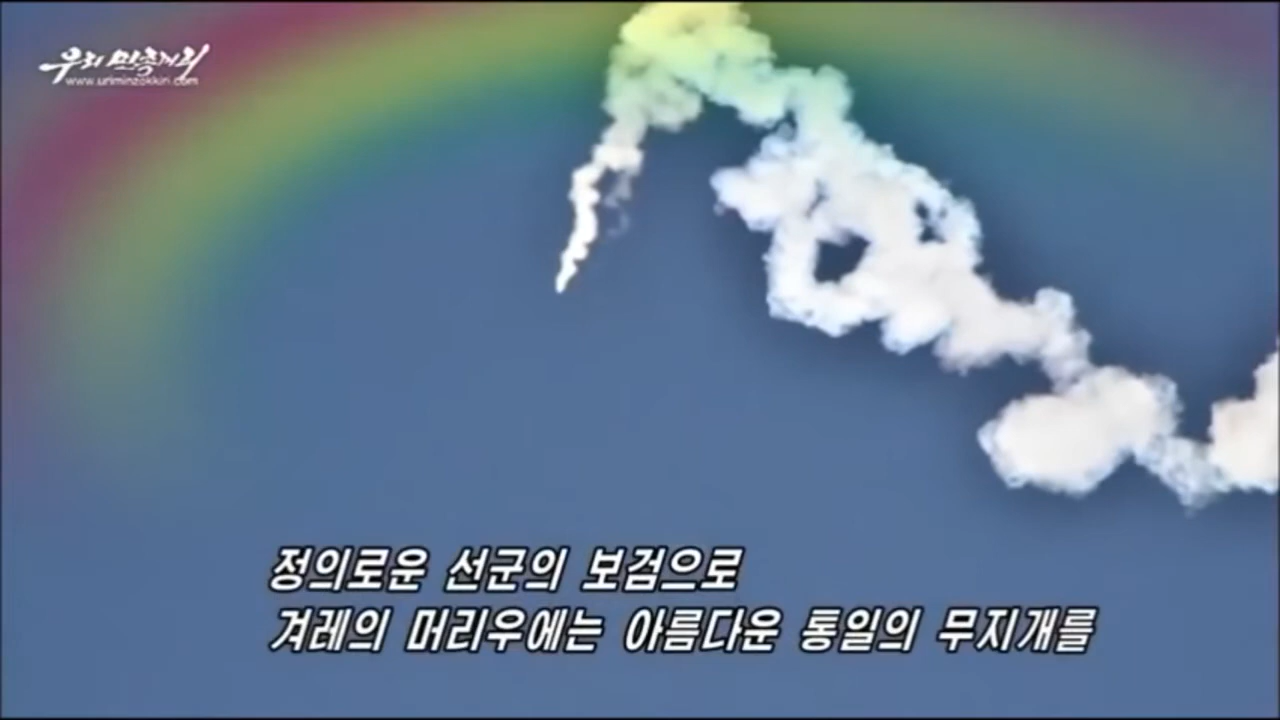 우리민족끼리
www.uriminzokkiri.com
정의로운 선군의 보검으로
겨레의 머리우에는 아름다운 통일의 무지개를